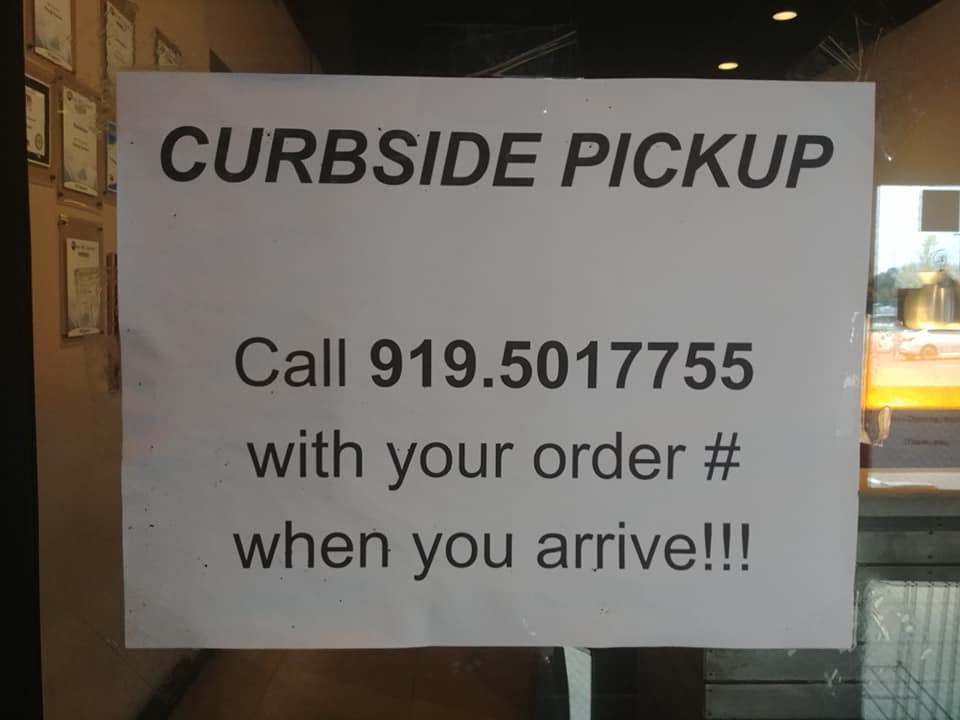 CURBSIDE PICKUP
Call 919.5017755
with your order #
when you arrive!!!